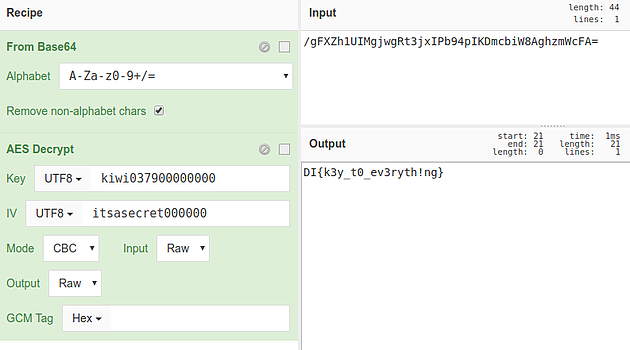 Recipe
From Base64
Alphabet A-Za-z0-9+/=
Remove non-alphabet chars
AES Decrypt
Key UTF8 kiwi037900000000
IV UTF8 itsasecret000000
Mode CBC Input Raw
Output Raw
GCM Tag Hex
Input
length: 44
lines: 1
/gFXZh1UIMgjwgRt3jxIPb94pIKDmcbiW8AghzmWcFA=
Output
start: 21 time: 1ms
end: 21 length: 21
length: 0 lines: 1
DI{k3y_t0_ev3ryth!ng}